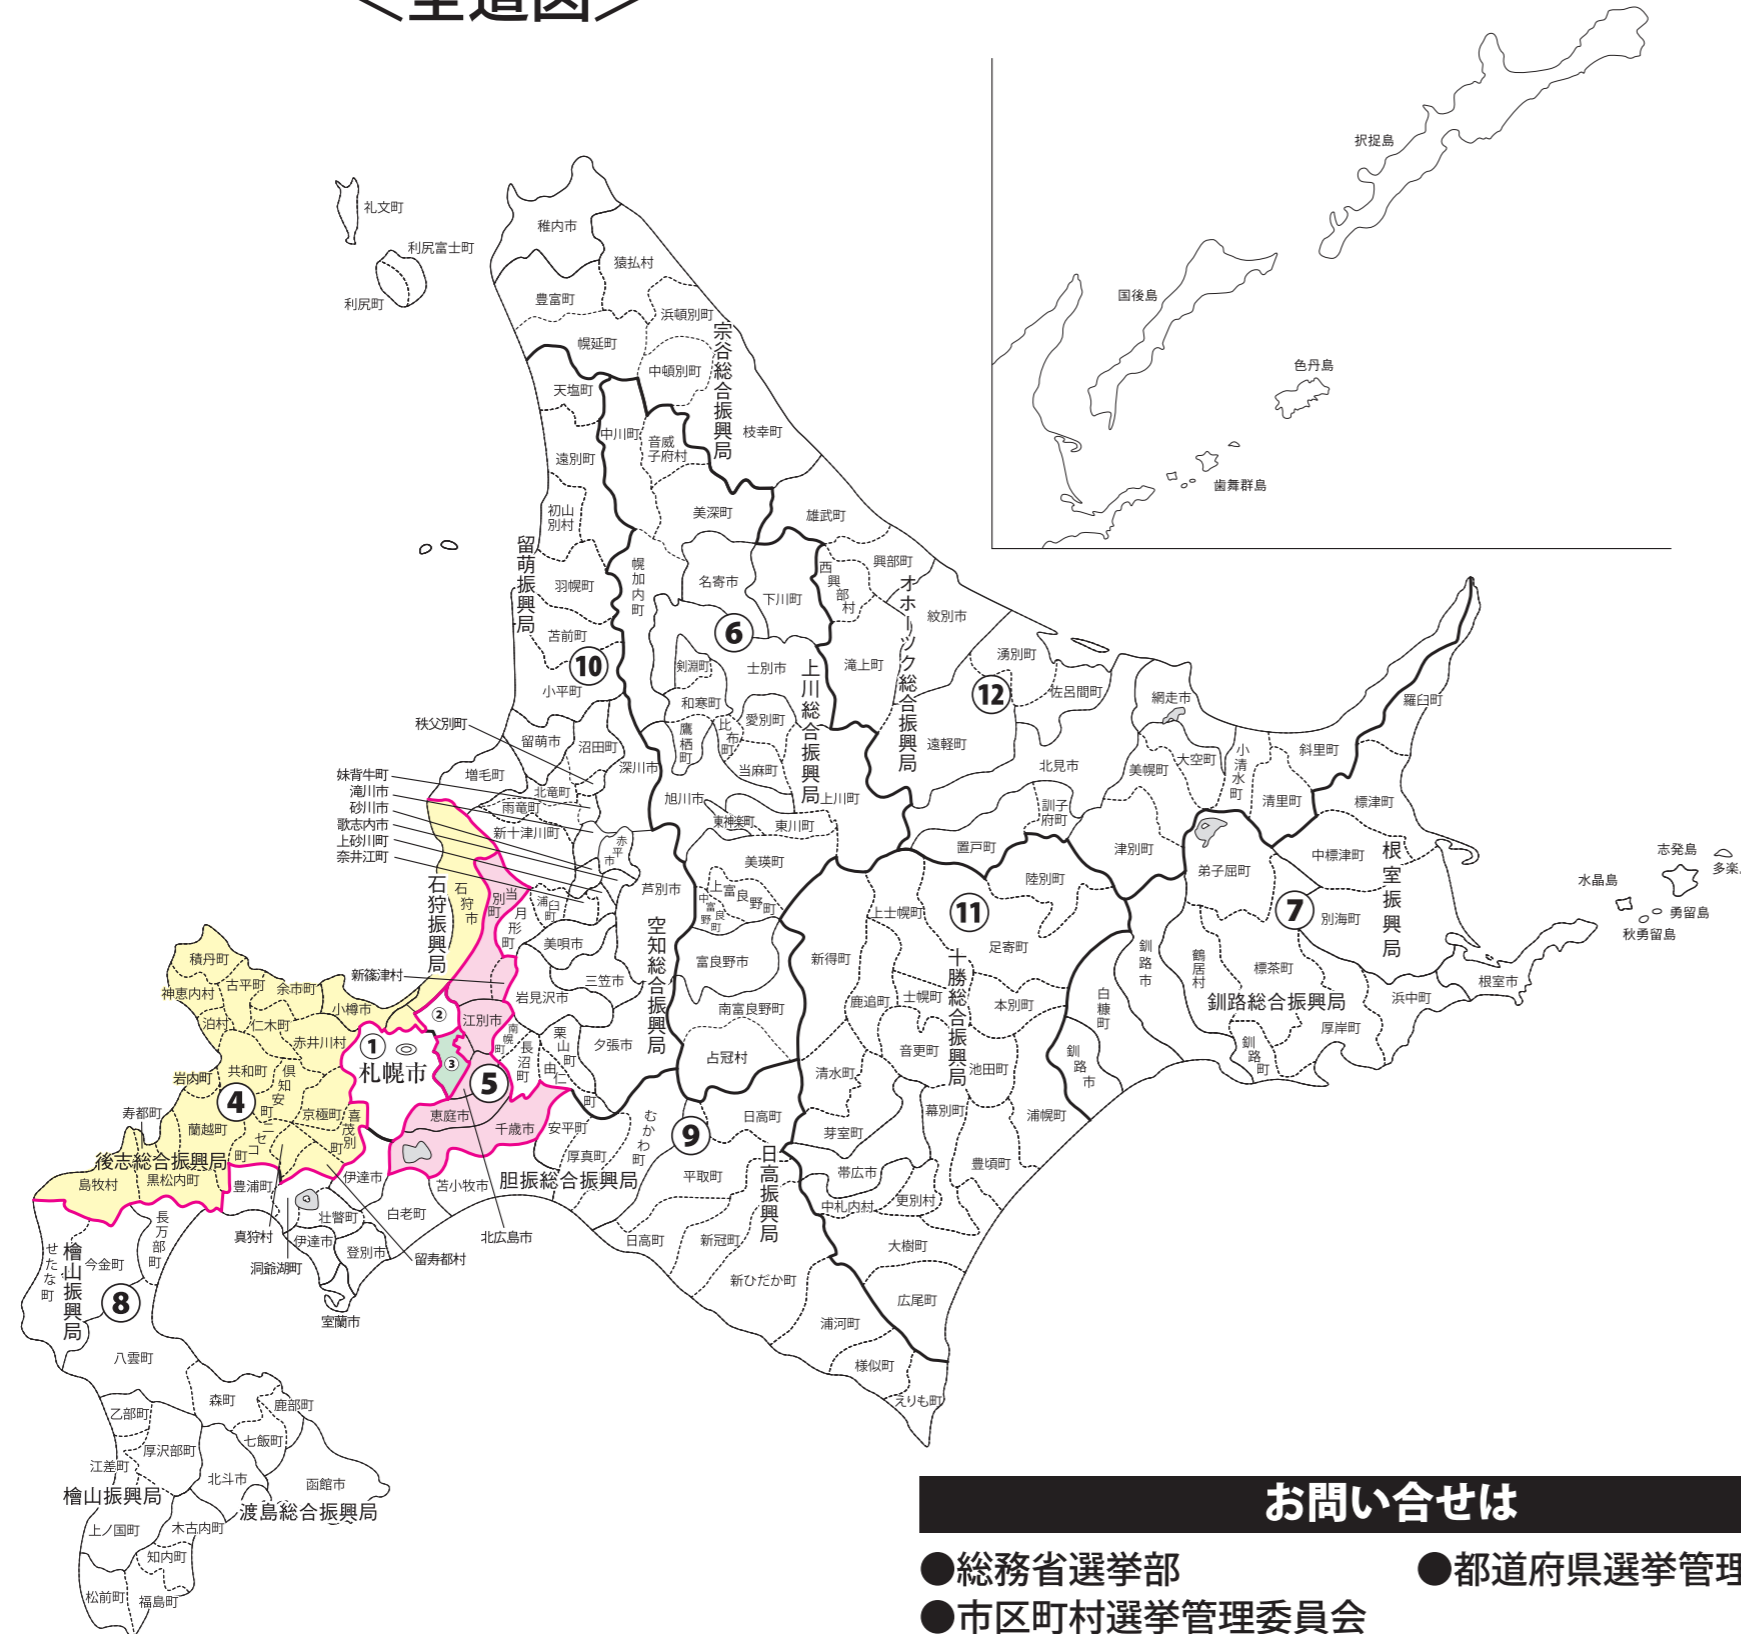 ＜全道図＞
択捉島
国後島
色丹島
歯舞群島
礼文町
利尻富士町
利尻町
稚内市
猿払村
豊富町
浜頓別町
幌延町
中頓別町
宗谷総合振興局
枝幸町
天塩町
中川町
音威
子府村
遠別町
美深町
雄武町
初山
別村
留萌振興局
羽幌町
幌加内町
名寄市
下川町
西興部村
興部町
オホーツク総合振興局
紋別市
苫前町
⑥
⑩
剣淵町
士別市
上川総合振興局
滝上町
湧別町
⑫
佐呂間町
網走市
羅臼町
小平町
和寒町
秩父別町
留萌市
沼田町
鷹栖町
比布町
愛別町
遠軽町
大空町
小清水町
斜里町
妹背牛町
増毛町
深川市
当麻町
北見市
美幌町
滝川市
北竜町
砂川市
雨竜町
旭川市
上川町
訓子
府町
清里町
標津町
歌志内市
新十津川町
東神楽町
東川町
上砂川町
赤平市
置戸町
津別町
奈井江町
美瑛町
中標津町
根室振興局
志発島
多楽
石狩振興局
石狩市
当別町
月形町
浦臼町
芦別市
上富良野町
中富良野町
陸別町
弟子屈町
水晶島
勇留島
秋勇留島
空知総合振興局
上士幌町
⑪
⑦
別海町
美唄市
足寄町
釧路市
積丹町
新篠津村
三笠市
富良野市
新得町
十勝総合振興局
鶴居村
標茶町
根室市
神恵内村
古平町
余市町
小樽市
岩見沢市
鹿追町
士幌町
本別町
白糠町
釧路総合振興局
浜中町
泊村
仁木町
②
江別市
南幌町
栗山町
南富良野町
厚岸町
赤井川村
①
札幌市
③
長沼町
夕張市
占冠村
音更町
釧路町
岩内町
共和町
倶知安町
⑤
由仁町
清水町
池田町
釧路市
④
寿都町
蘭越町
ニセコ町
京極町
喜茂別町
恵庭市
千歳市
安平町
むかわ町
⑨
日高町
芽室町
幕別町
浦幌町
後志総合振興局
島牧村
黒松内町
豊浦町
伊達市
苫小牧市
胆振総合振興局
厚真町
平取町
日高振興局
帯広市
豊頃町
中札内村
更別村
長万部町
真狩村
壮瞥町
白老町
北広島市
せたな町
檜山振興局
今金町
洞爺湖町
伊達市
登別市
留寿都村
日高町
新冠町
大樹町
⑧
室蘭市
新ひだか町
広尾町
浦河町
八雲町
様似町
えりも町
森町
鹿部町
乙部町
厚沢部町
七飯町
江差町
北斗市
函館市
檜山振興局
渡島総合振興局
上ノ国町
木古内町
知内町
松前町
福島町
お問い合せは
●総務省選挙部
●都道府県選挙管理
●市区町村選挙管理委員会